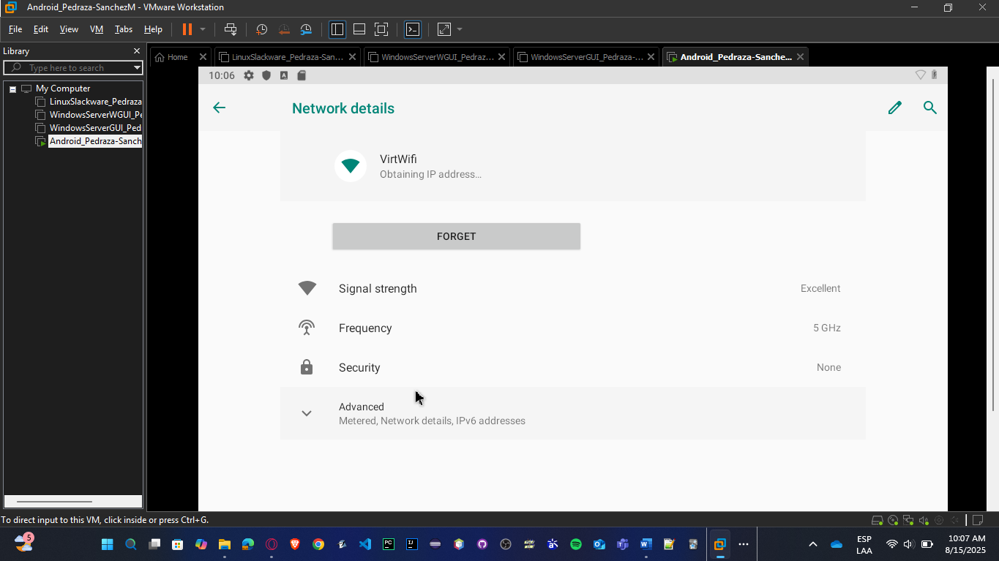 Android_Pedraza-SanchezM - VMware Workstation
File Edit View VM Tabs Help
Library
Type here to search
My Computer
LinuxSlackware_Pedraza
WindowsServerWGUI_Pe
WindowsServerGUI_Ped
Android_Pedraza-Sanch
Home
LinuxSlackware_Pedraza-San...
WindowsServerWGUI_Pedraz...
WindowsServerGUI_Pedraza-...
Android_Pedraza-Sanche...
10:06
Network details
VirtWifi
Obtaining IP address...
FORGET
Signal strength Excellent
Frequency 5 GHz
Security None
Advanced
Metered, Network details, IPv6 addresses
To direct input to this VM, click inside or press Ctrl+G.
5
PC
IJ
ESP
LAA
10:07 AM
8/15/2025